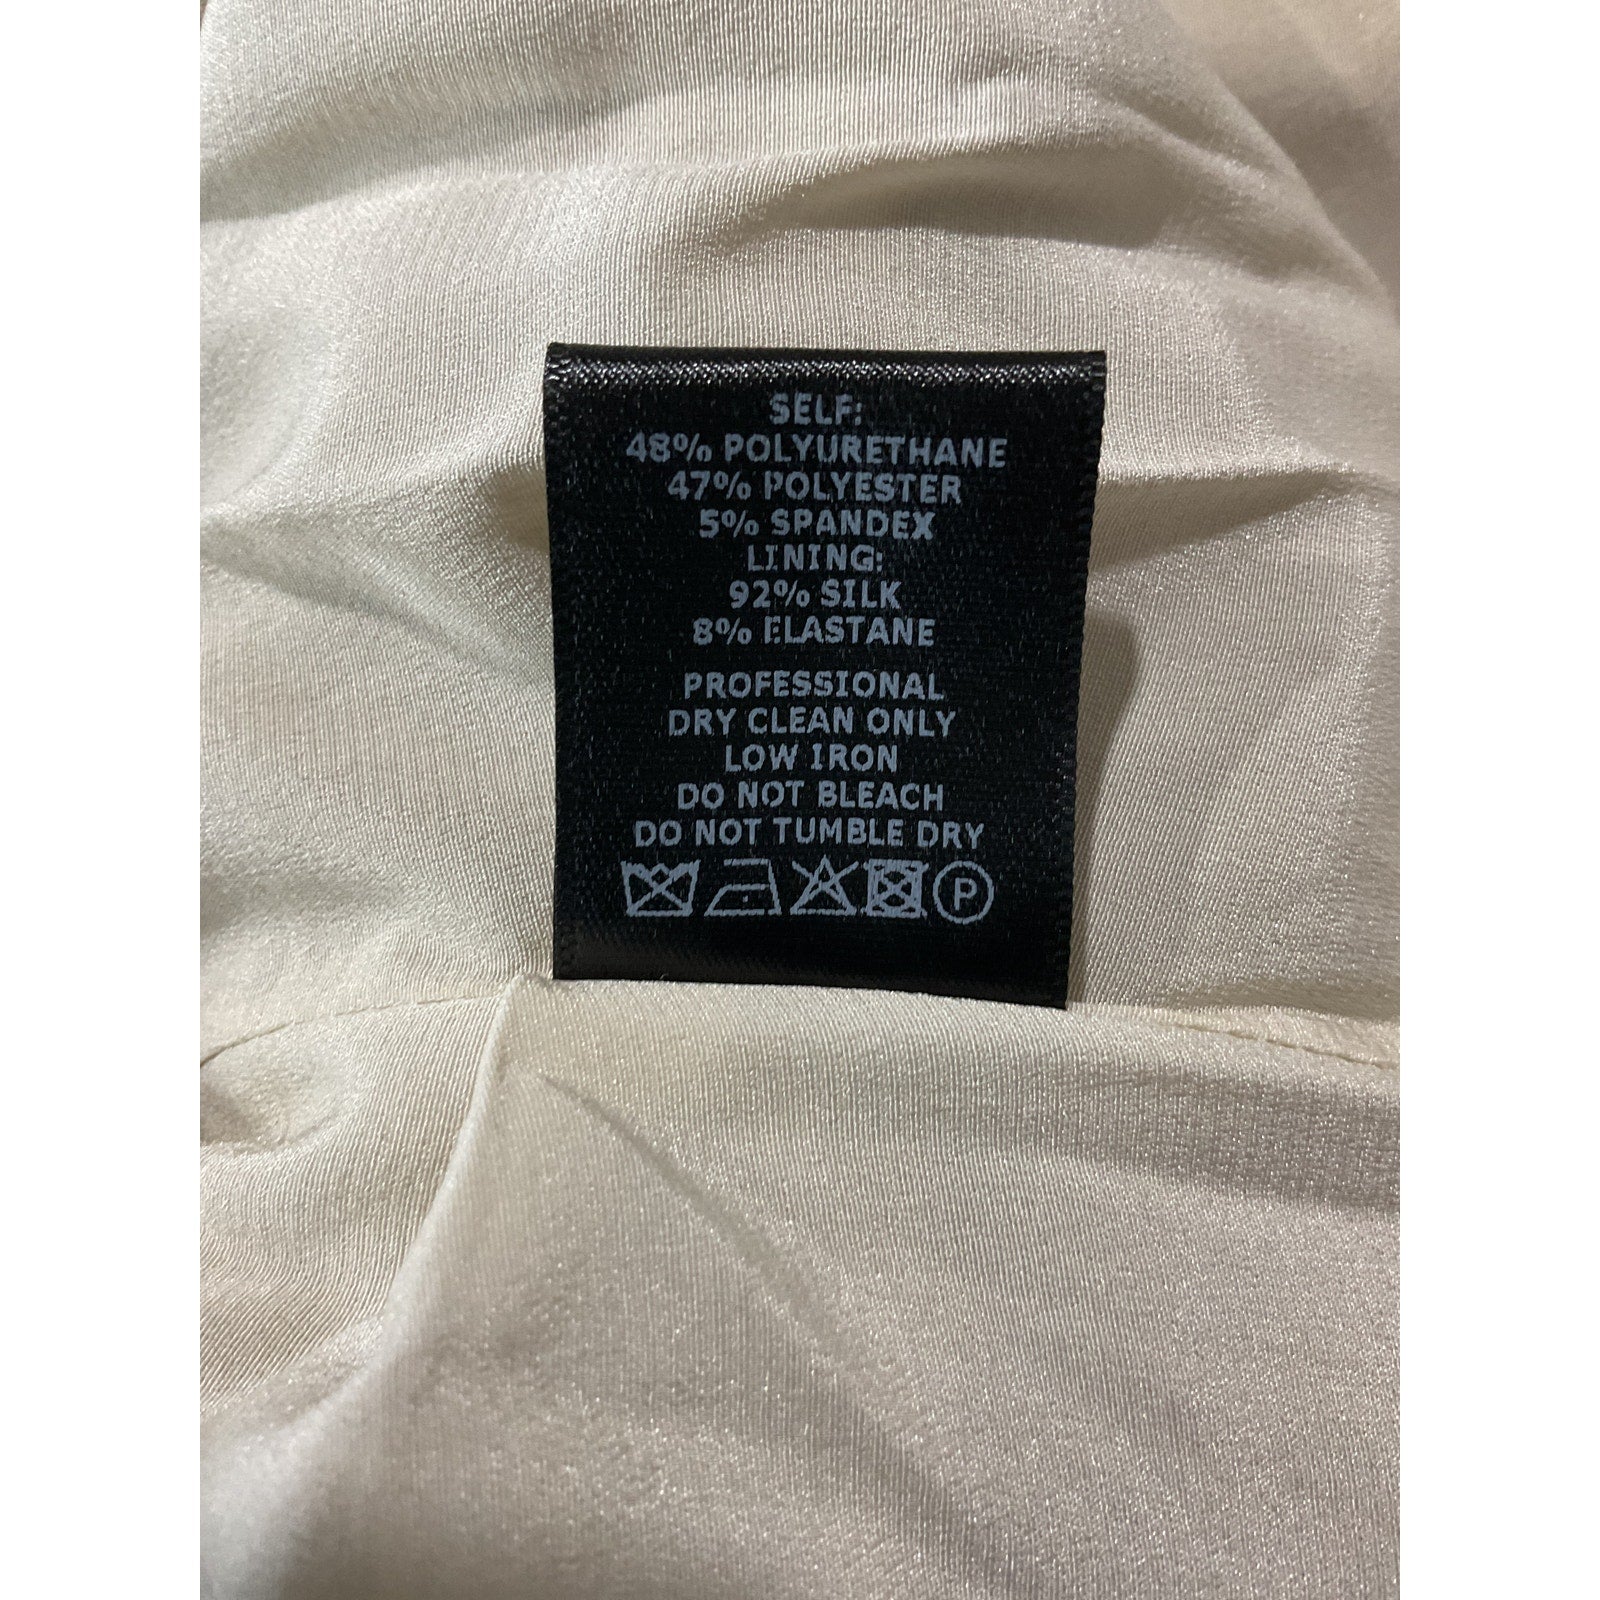 SELF:
48% POLYURETHANE
47% POLYESTER
5% SPANDEX
LINING:
92% SILK
8% ELASTANE
PROFESSIONAL
DRY CLEAN ONLY
LOW IRON
DO NOT BLEACH
DO NOT TUMBLE DRY
P